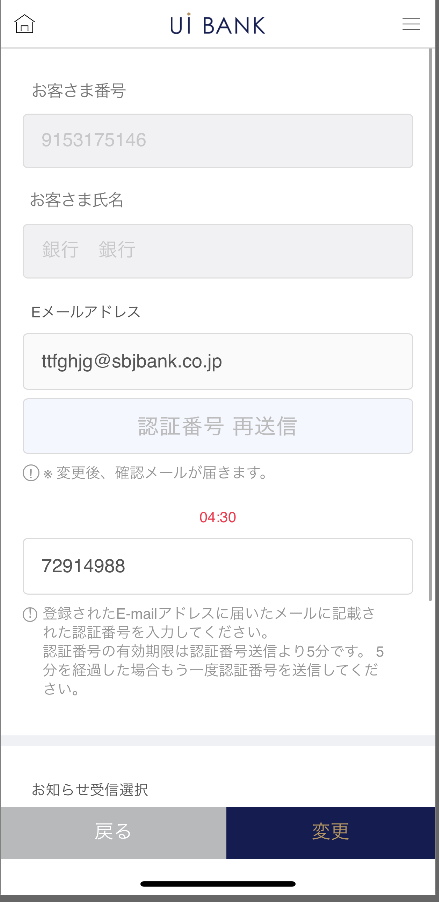 Ui BANK
お客さま番号
9153175146
お客さま氏名
銀行　銀行
Eメールアドレス
ttfghjg@sbjbank.co.jp
認証番号 再送信
※ 変更後、確認メールが届きます。
04:30
72914988
登録されたE-mailアドレスに届いたメールに記載さ
れた認証番号を入力してください。
認証番号の有効期限は認証番号送信より5分です。 5
分を経過した場合もう一度認証番号を送信してくだ
さい。
お知らせ受信選択
戻る
変更